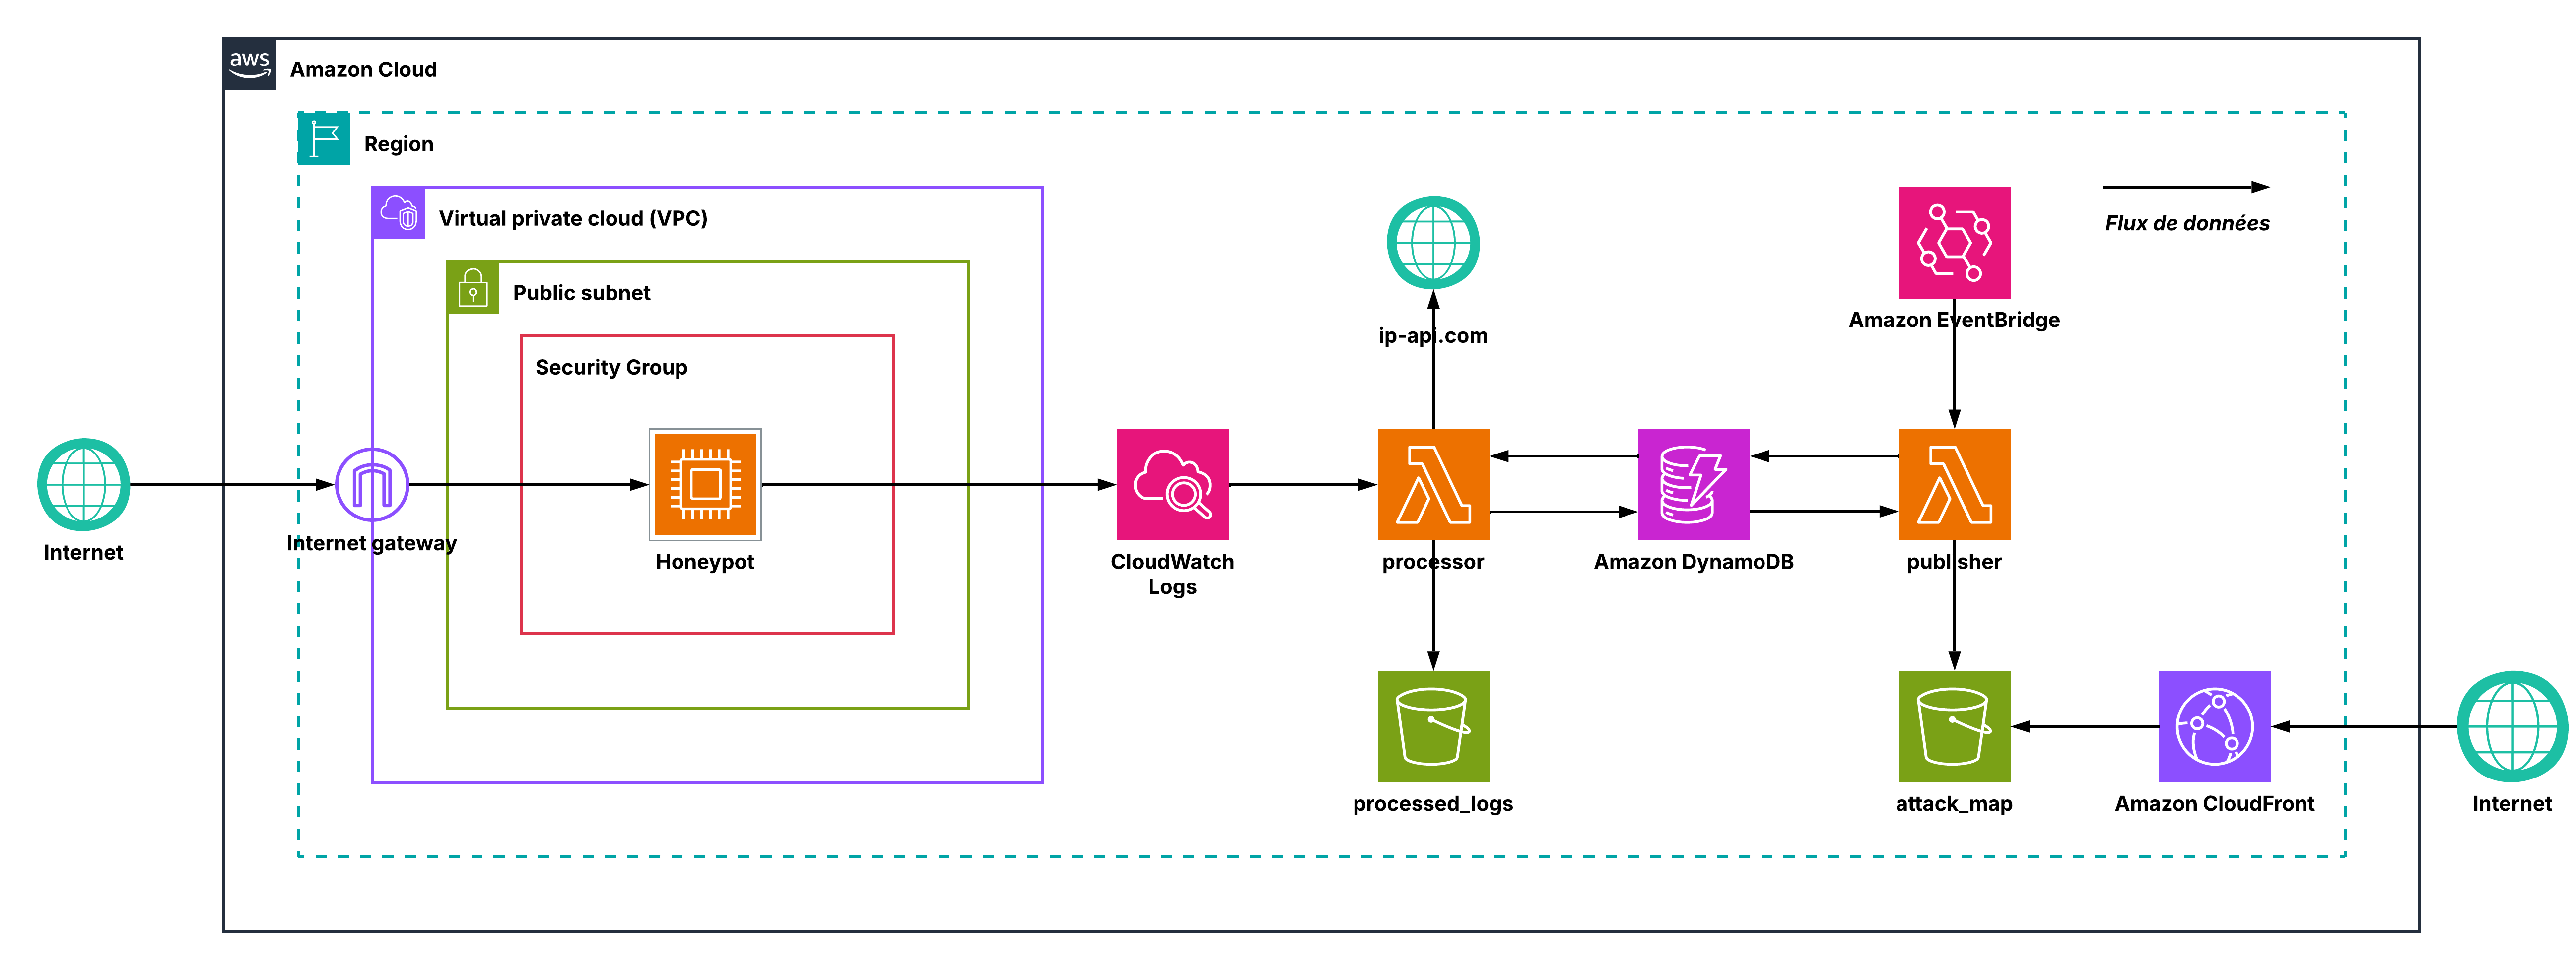 aws
Amazon Cloud
Region
Virtual private cloud (VPC)
Public subnet
Security Group
Internet
Internet gateway
Honeypot
CloudWatch
Logs
ip-api.com
processor
processed_logs
Amazon DynamoDB
Amazon EventBridge
publisher
attack_map
Flux de données
Amazon CloudFront
Internet